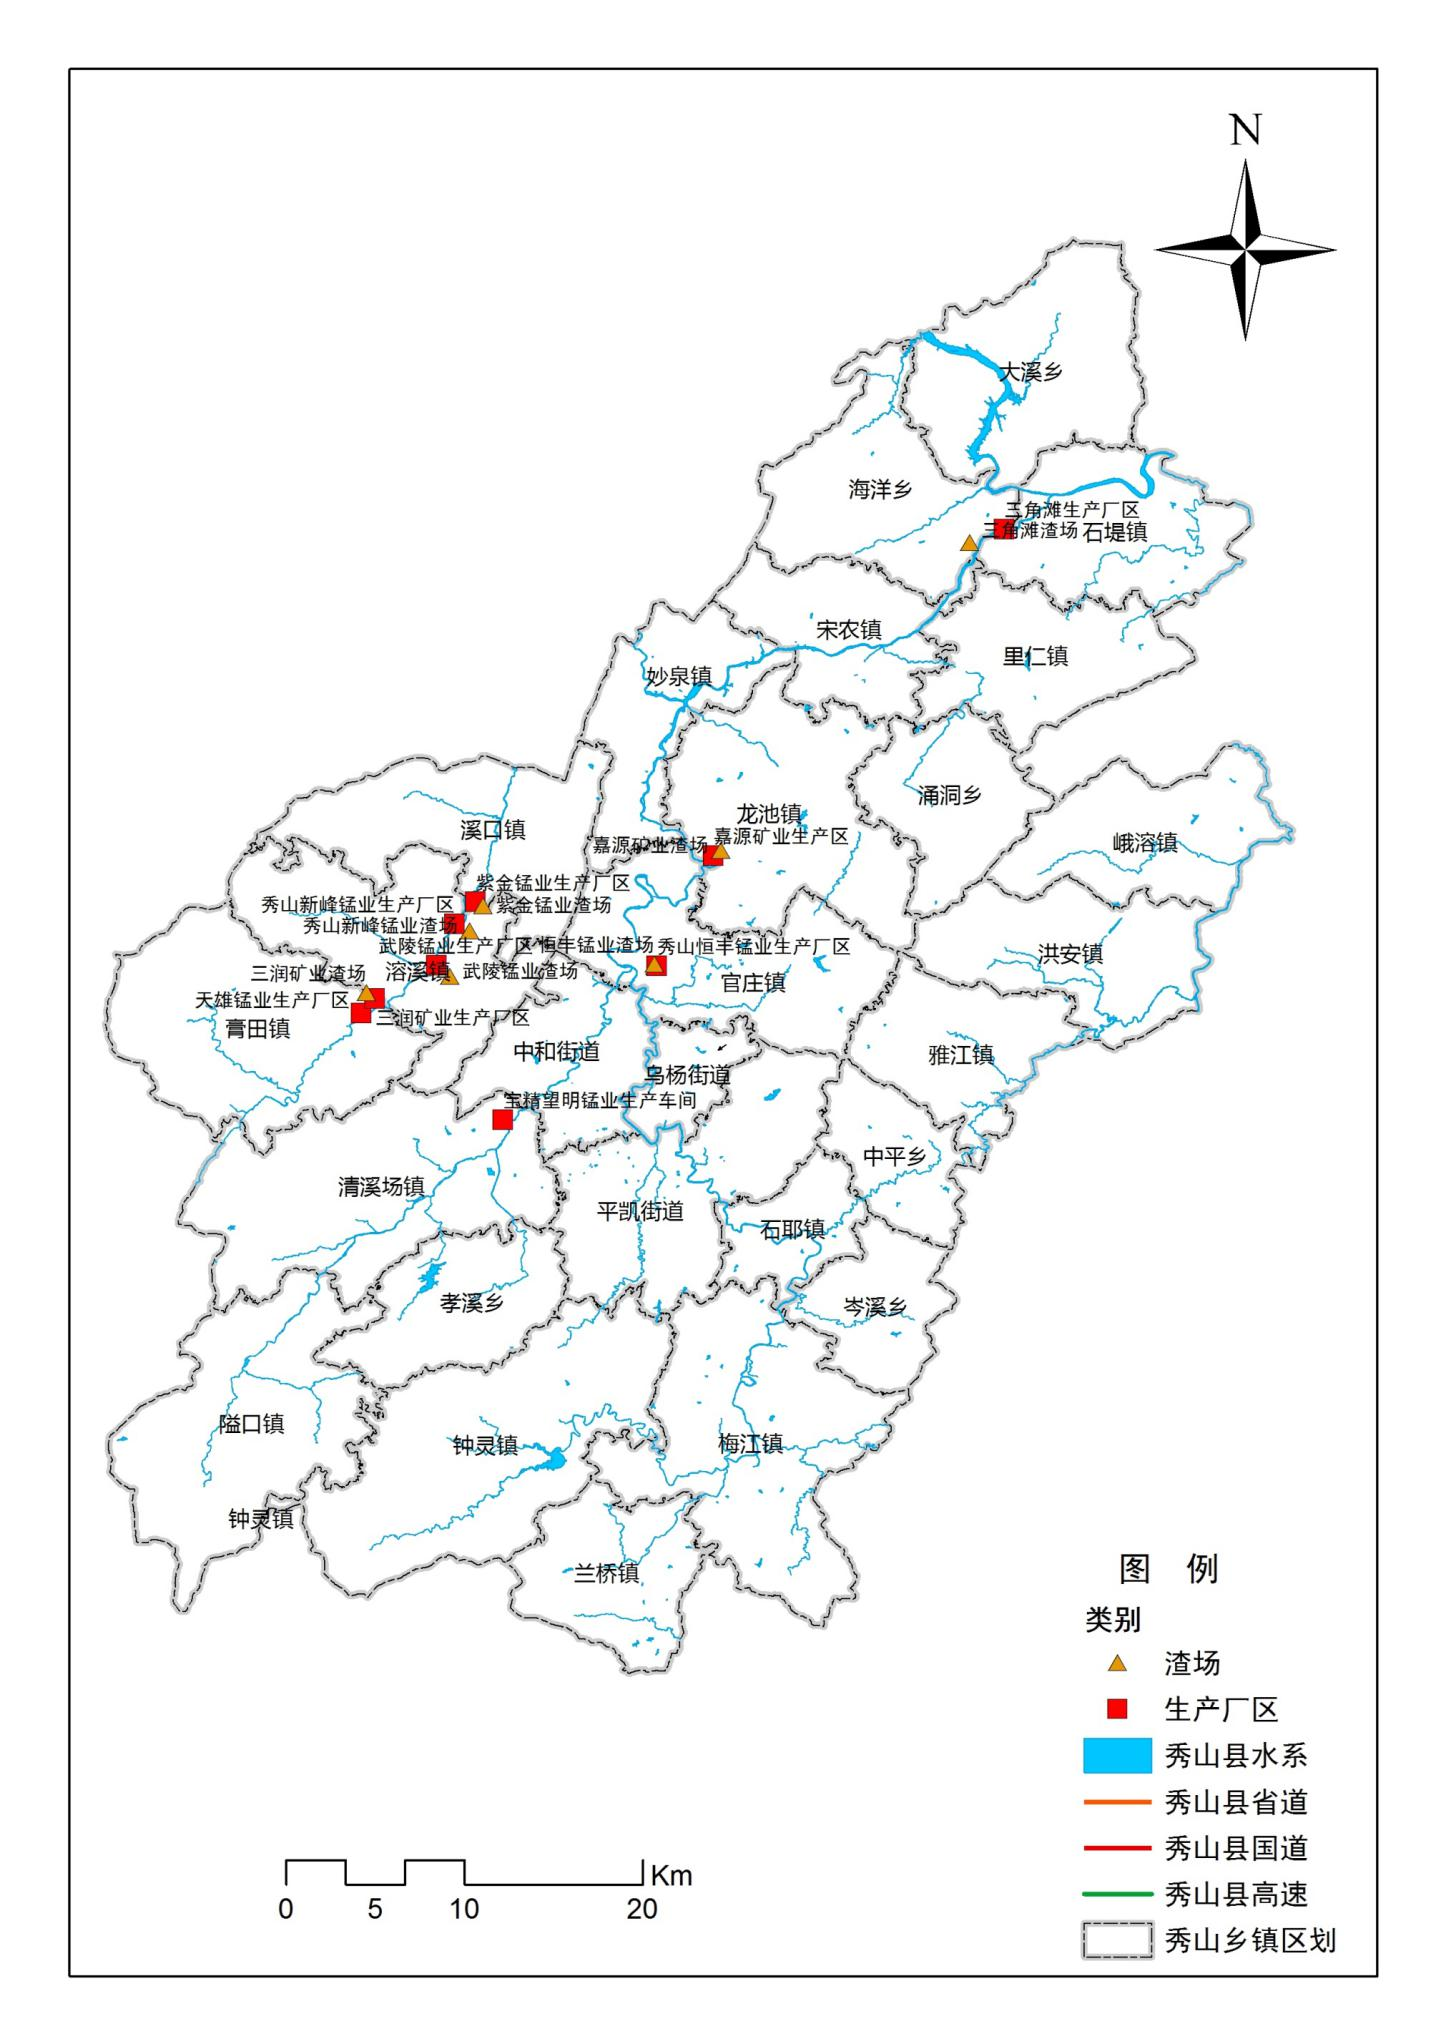 N
大溪乡
海洋乡
三角滩生产厂区
三角滩渣场
石堤镇
宋农镇
里仁镇
妙泉镇
涌洞乡
龙池镇
溪口镇
嘉源矿业渣场
嘉源矿业生产区
峨溶镇
紫金锰业生产厂区
秀山新峰锰业生产厂区
紫金锰业渣场
秀山新峰锰业渣场
武陵锰业生产厂区
恒丰锰业渣场
秀山恒丰锰业生产厂区
洪安镇
三润矿业渣场
溶溪镇
武陵锰业渣场
官庄镇
天雄锰业生产厂区
三润矿业生产厂区
膏田镇
中和街道
雅江镇
乌杨街道
宝精望明锰业生产车间
中平乡
清溪场镇
平凯街道
石耶镇
孝溪乡
岑溪乡
隘口镇
钟灵镇
梅江镇
钟灵镇
兰桥镇
图 例
类别
渣场
生产厂区
秀山县水系
秀山县省道
秀山县国道
秀山县高速
秀山乡镇区划
Km
0 5 10 20